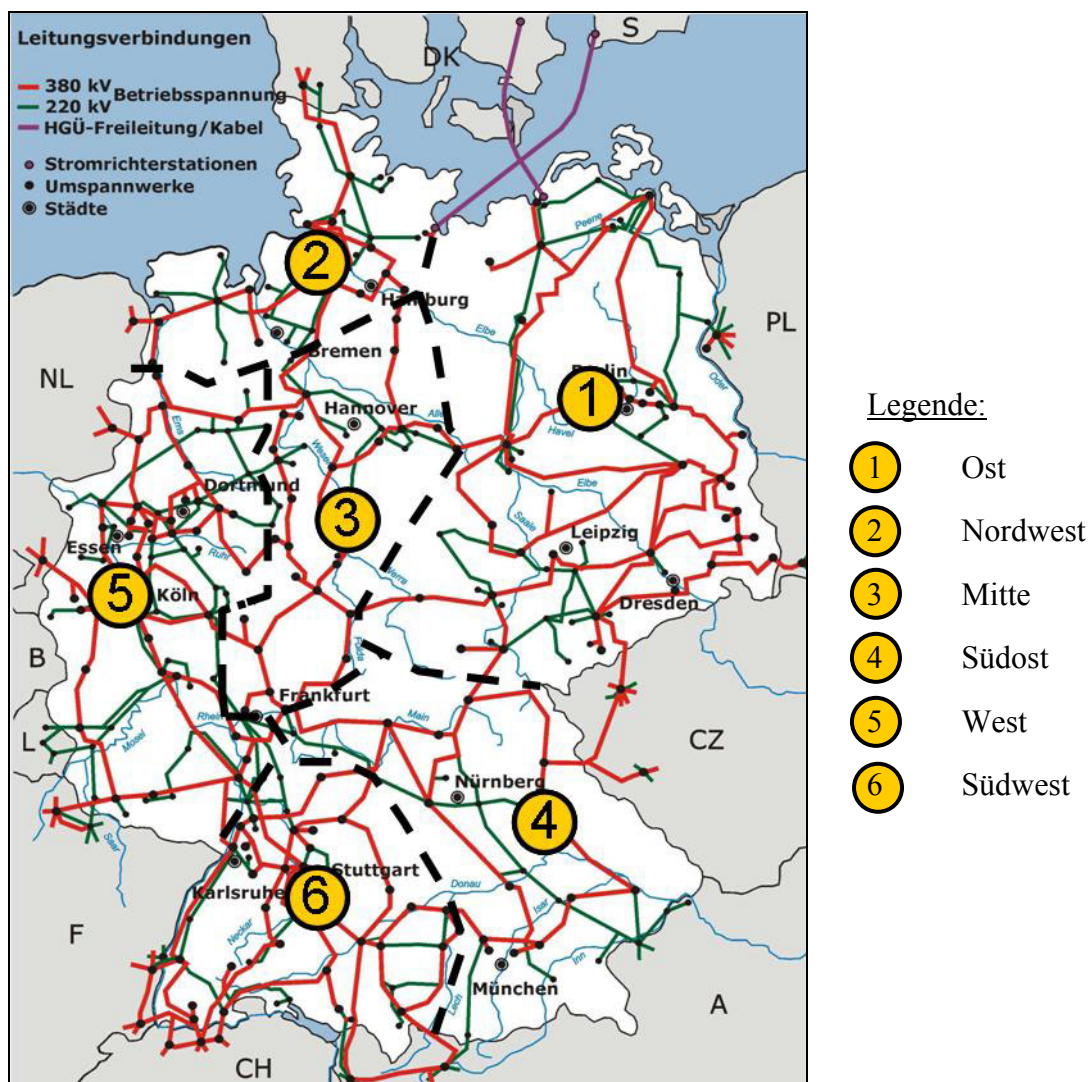 Leitungsverbindungen
380 kV
Betriebsspannung
220 kV
HGÜ-Freileitung/Kabel
Stromrichterstationen
Umspannwerke
Städte
DK
S
Peene
PL
2
Hamburg
Elbe
Bremen
NL
Berlin
Oder
1
Ems
Hannover
Aller
Havel
Weser
Dortmund
Elbe
3
Saale
Essen
Ruhr
Leipzig
Werra
5
Köln
Dresden
B
Fulda
Frankfurt
Rhein
Main
L
Mosel
CZ
Nürnberg
4
Saar
Stuttgart
Karlsruhe
6
Donau
Isar
F
Neckar
Inn
München
Lech
A
CH
Legende:
1 Ost
2 Nordwest
3 Mitte
4 Südost
5 West
6 Südwest